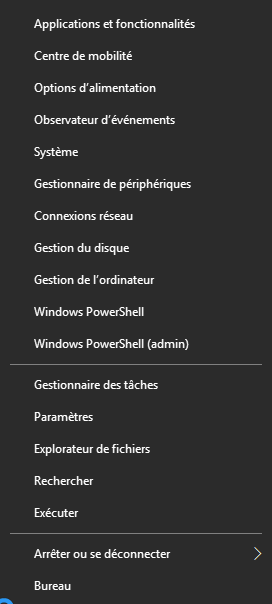 Applications et fonctionnalités
Centre de mobilité
Options d’alimentation
Observateur d’événements
Système
Gestionnaire de périphériques
Connexions réseau
Gestion du disque
Gestion de l’ordinateur
Windows PowerShell
Windows PowerShell (admin)
Gestionnaire des tâches
Paramètres
Explorateur de fichiers
Rechercher
Exécuter
Arrêter ou se déconnecter
Bureau